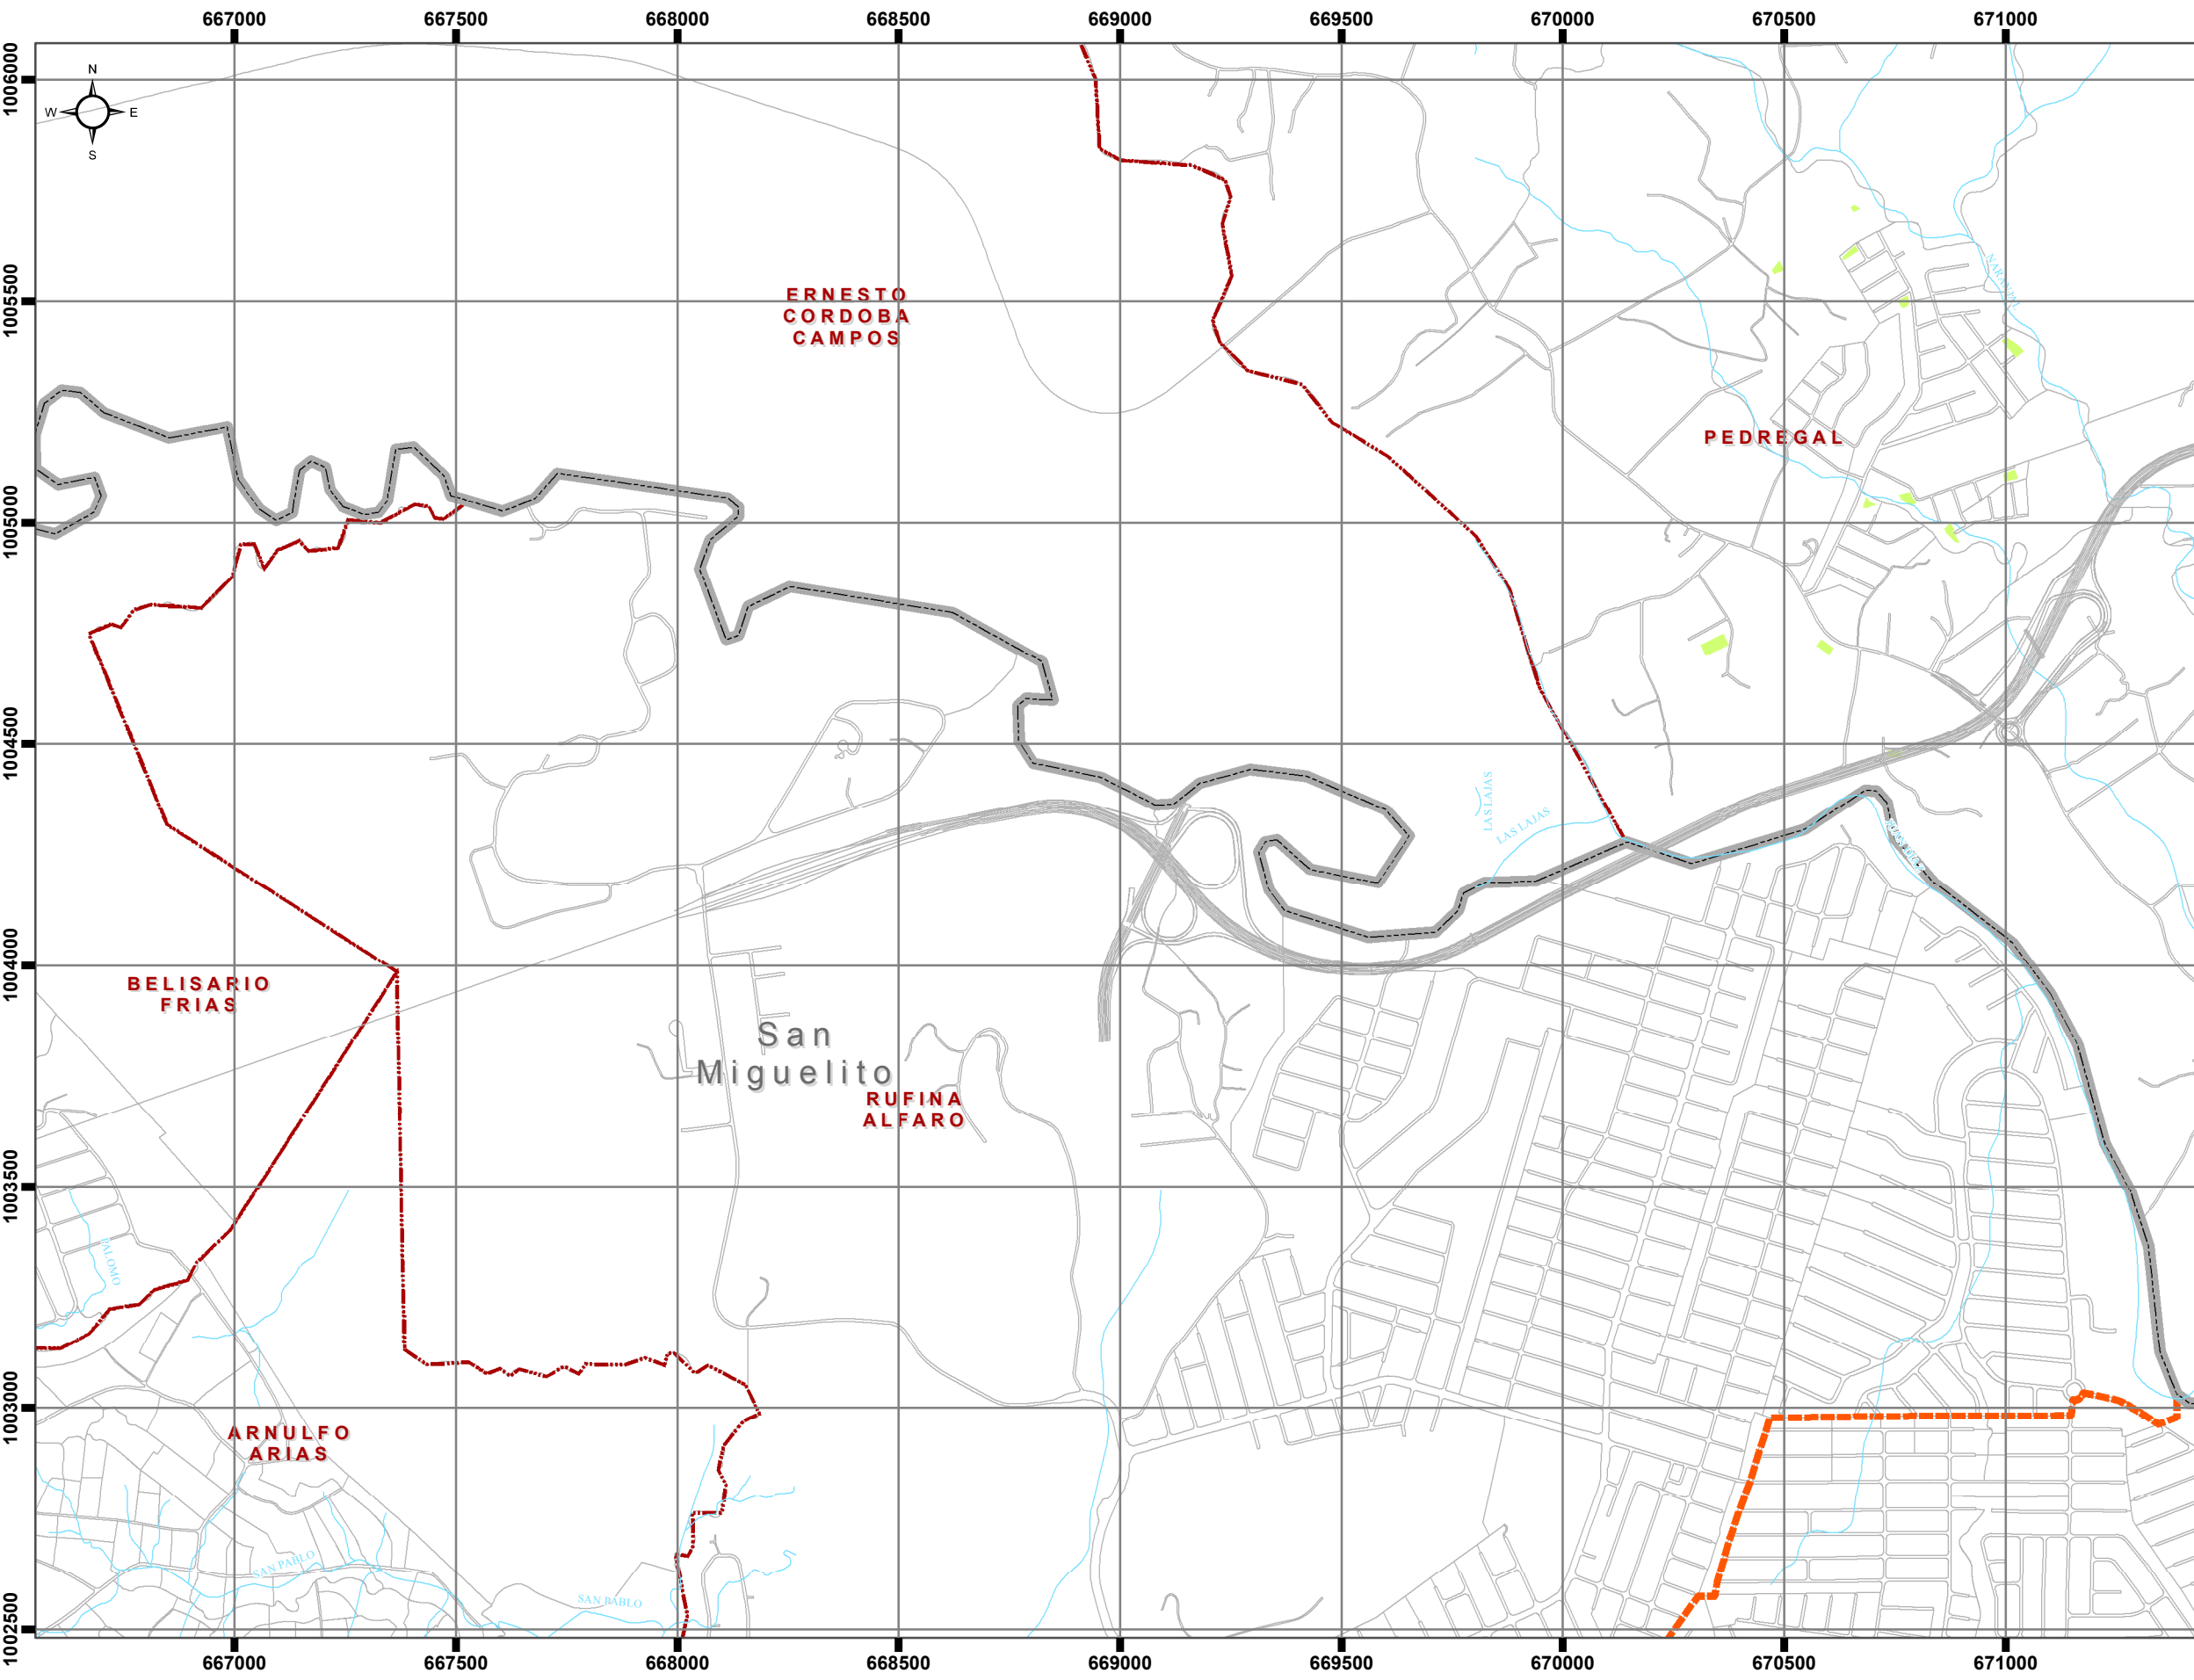 667000 667500 668000 668500 669000 669500 670000 670500 671000
1006000
N
W E
S
NARANJAL
1005500
ERNESTO
CORDOBA
CAMPOS
PEDREGAL
1005000
1004500
LAS LAJAS
LAS LAJAS
1004000
BELISARIO
FRIAS
San
Miguelito
RUFINA
ALFARO
1003500
PALOMO
1003000
ARNULFO
ARIAS
SAN PABLO
SAN PABLO
1002500
667000 667500 668000 668500 669000 669500 670000 670500 671000